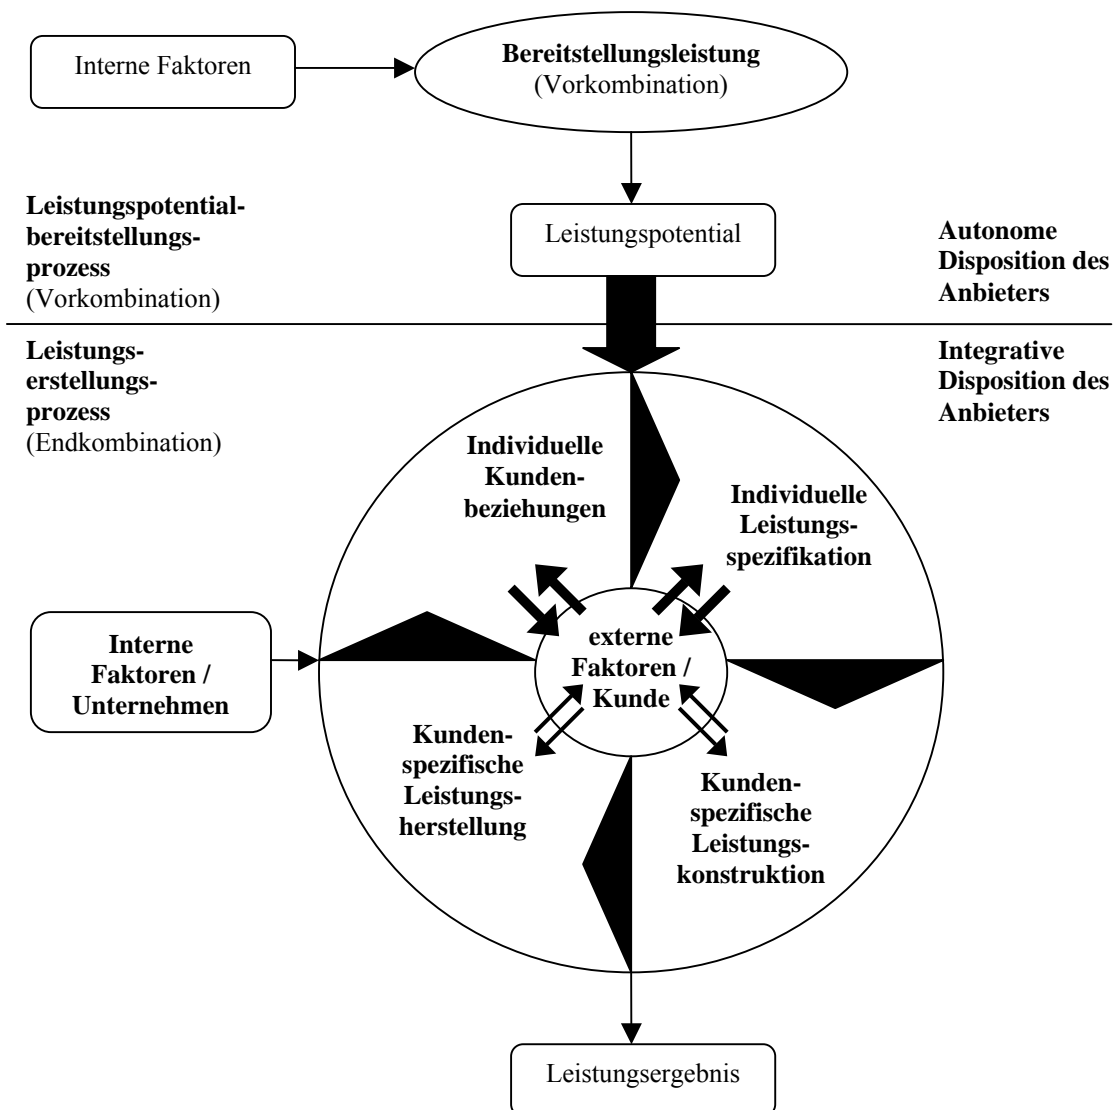 Interne Faktoren
Bereitstellungsleistung
(Vorkombination)
Leistungspotential-
bereitstellungs-
prozess
(Vorkombination)
Leistungspotential
Autonome
Disposition des
Anbieters
Leistungs-
erstellungs-
prozess
(Endkombination)
Integrative
Disposition des
Anbieters
Individuelle
Kunden-
beziehungen
Individuelle
Leistungs-
spezifikation
Interne
Faktoren /
Unternehmen
externe
Faktoren /
Kunde
Kunden-
spezifische
Leistungs-
herstellung
Kunden-
spezifische
Leistungs-
konstruktion
Leistungsergebnis